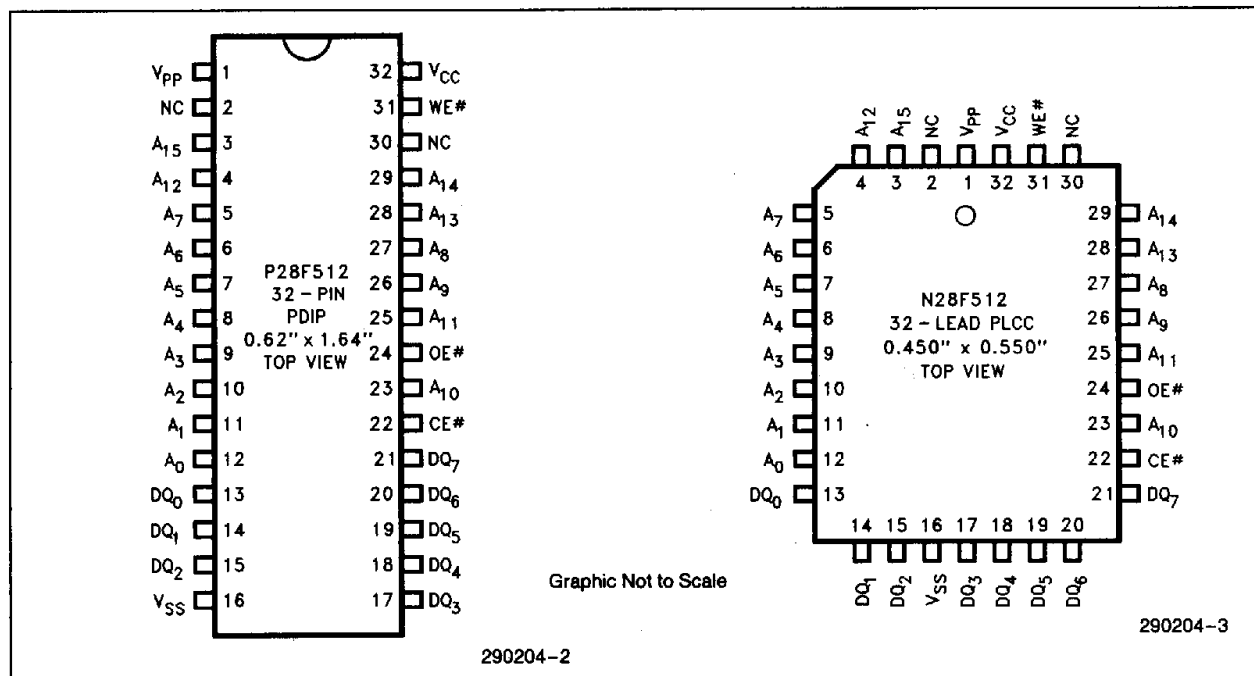 V_PP 1 32 V_CC
NC 2 31 WE#
A_15 3 30 NC
A_12 4 29 A_14
A_7 5 28 A_13
A_6 6 27 A_8
A_5 7 26 A_9
A_4 8 25 A_11
A_3 9 24 OE#
A_2 10 23 A_10
A_1 11 22 CE#
A_0 12 21 DQ_7
DQ_0 13 20 DQ_6
DQ_1 14 19 DQ_5
DQ_2 15 18 DQ_4
V_SS 16 17 DQ_3
P28F512
32-PIN
PDIP
0.62" x 1.64"
TOP VIEW
290204-2
Graphic Not to Scale
A_12 A_15 NC V_PP V_CC WE# NC
4 3 2 1 32 31 30
A_7 5 29 A_14
A_6 6 28 A_13
A_5 7 27 A_8
A_4 8 26 A_9
A_3 9 25 A_11
A_2 10 24 OE#
A_1 11 23 A_10
A_0 12 22 CE#
DQ_0 13 21 DQ_7
N28F512
32-LEAD PLCC
0.450" x 0.550"
TOP VIEW
14 15 16 17 18 19 20
DQ_1 DQ_2 V_SS DQ_3 DQ_4 DQ_5 DQ_6
290204-3